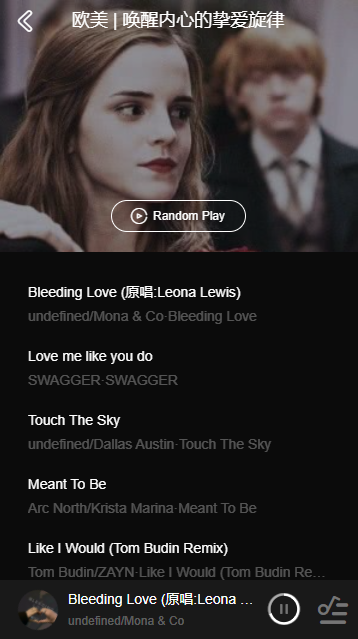 欧美 | 唤醒内心的挚爱旋律
Random Play
Bleeding Love (原唱:Leona Lewis)
undefined/Mona & Co·Bleeding Love
Love me like you do
SWAGGER·SWAGGER
Touch The Sky
undefined/Dallas Austin·Touch The Sky
Meant To Be
Arc North/Krista Marina·Meant To Be
Like I Would (Tom Budin Remix)
Tom Budin/ZAYN·Like I Would (Tom Budin Re...
Bleeding Love (原唱:Leona ...
undefined/Mona & Co